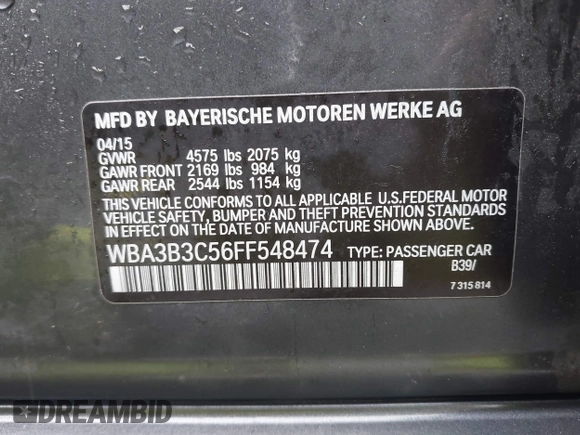 MFD BY BAYERISCHE MOTOREN WERKE AG
04/15
GVWR 4575 lbs 2075 kg
GAWR FRONT 2169 lbs 984 kg
GAWR REAR 2544 lbs 1154 kg
THIS VEHICLE CONFORMS TO ALL APPLICABLE U.S.FEDERAL MOTOR
VEHICLE SAFETY, BUMPER AND THEFT PREVENTION STANDARDS
IN EFFECT ON THE DATE OF MANUFACTURE SHOWN ABOVE.
WBA3B3C56FF548474 TYPE: PASSENGER CAR
B39/
7 315 814
DREAMBID